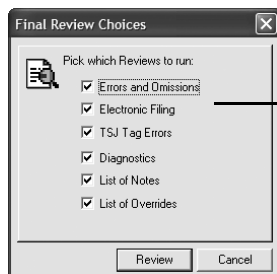 Final Review Choices
Pick which Reviews to run:
Errors and Omissions
Electronic Filing
TSJ Tag Errors
Diagnostics
List of Notes
List of Overrides
Review Cancel